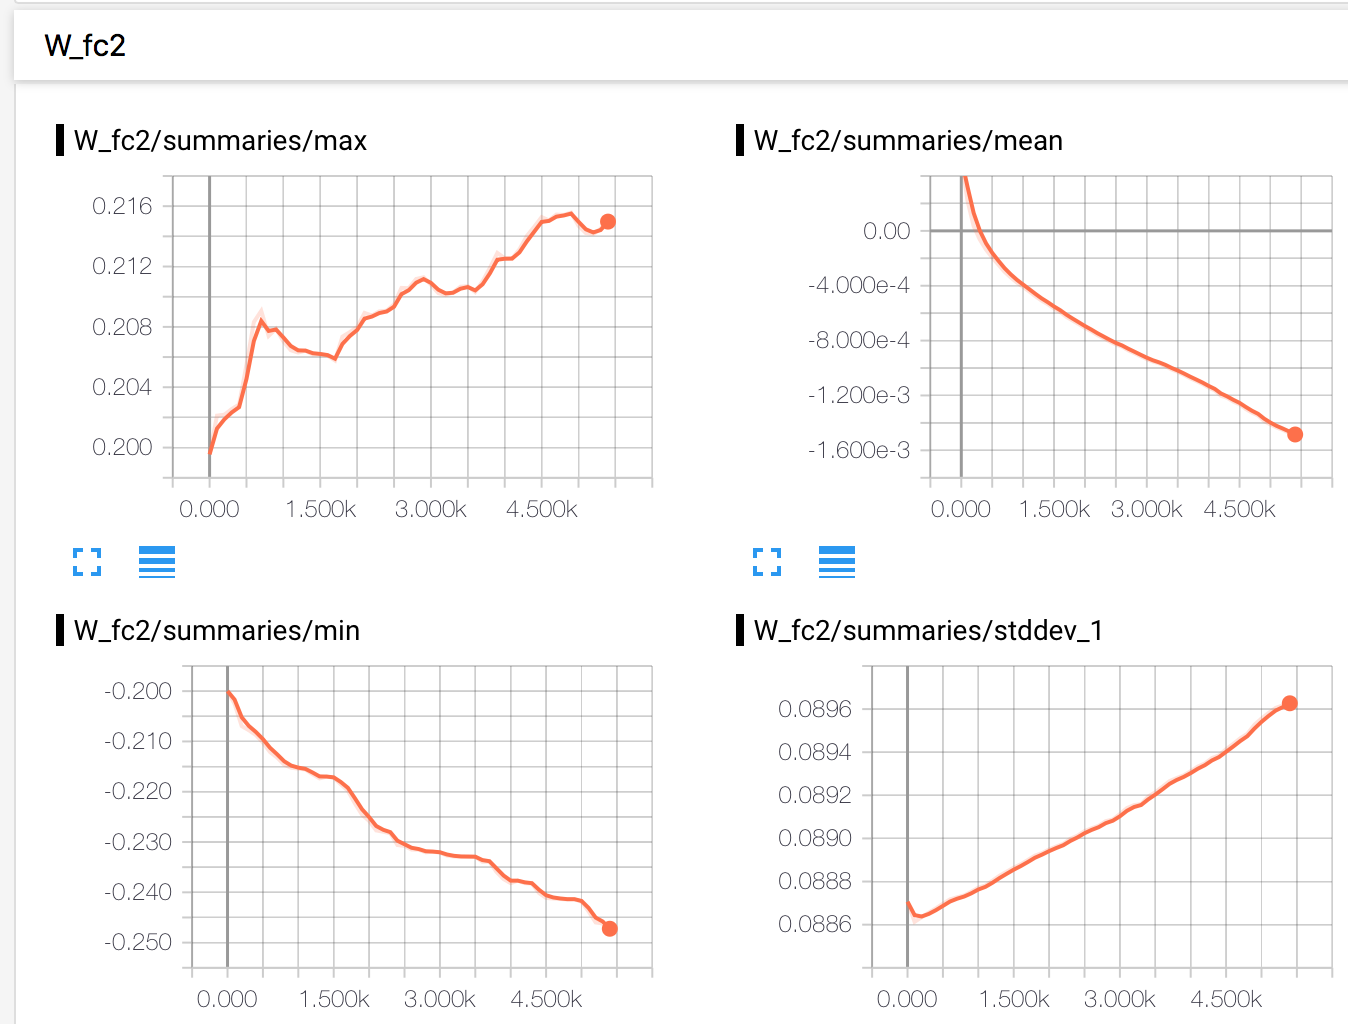 W_fc2
W_fc2/summaries/max
0.216
0.212
0.208
0.204
0.200
0.000 1.500k 3.000k 4.500k
W_fc2/summaries/mean
0.00
-4.000e-4
-8.000e-4
-1.200e-3
-1.600e-3
0.000 1.500k 3.000k 4.500k
W_fc2/summaries/min
-0.200
-0.210
-0.220
-0.230
-0.240
-0.250
0.000 1.500k 3.000k 4.500k
W_fc2/summaries/stddev_1
0.0896
0.0894
0.0892
0.0890
0.0888
0.0886
0.000 1.500k 3.000k 4.500k